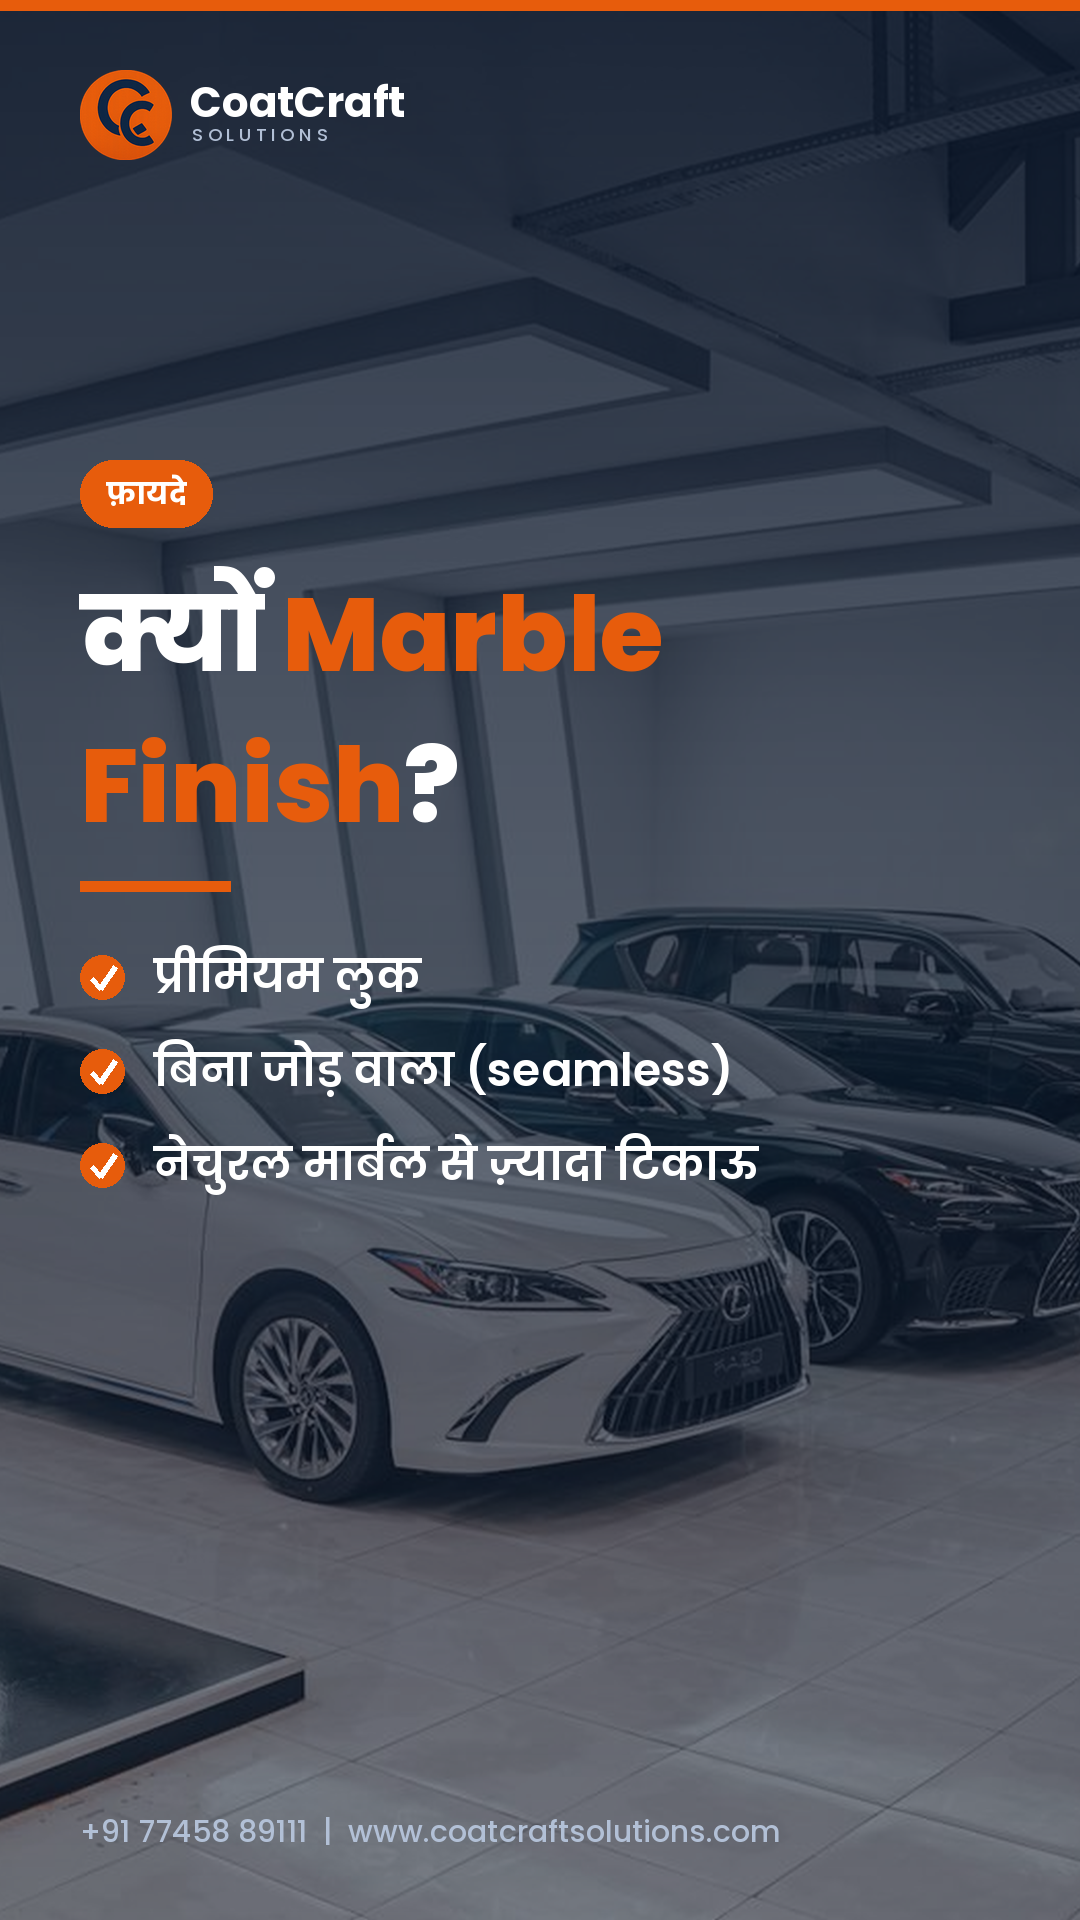 CoatCraft
SOLUTIONS
फ़ायदे
क्यों Marble
Finish?
प्रीमियम लुक
बिना जोड़ वाला (seamless)
नेचुरल मार्बल से ज़्यादा टिकाऊ
+91 77458 89111 | www.coatcraftsolutions.com